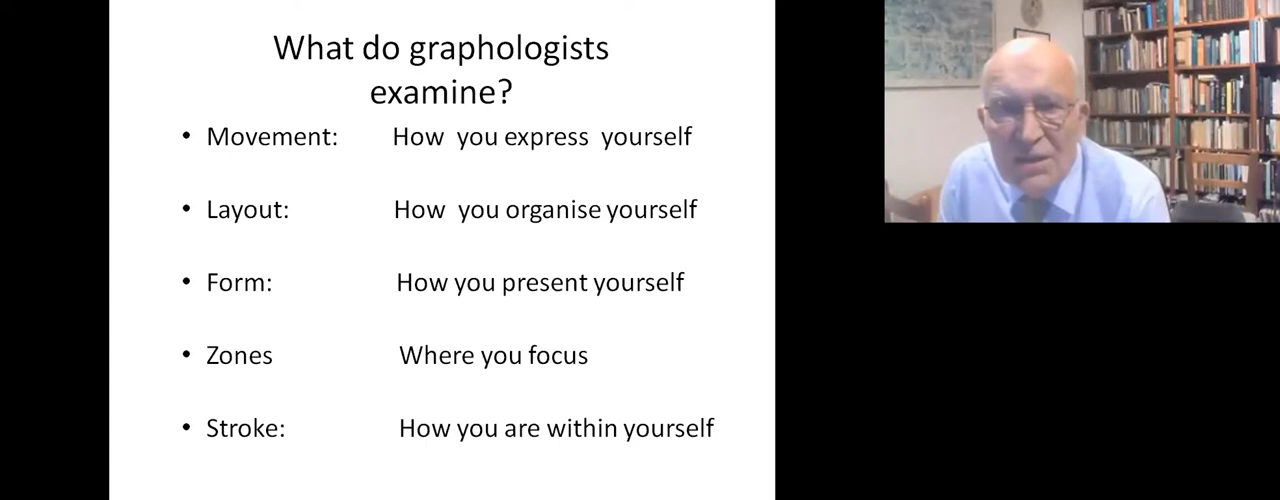 What do graphologists
examine?
• Movement: How you express yourself
• Layout: How you organise yourself
• Form: How you present yourself
• Zones Where you focus
• Stroke: How you are within yourself